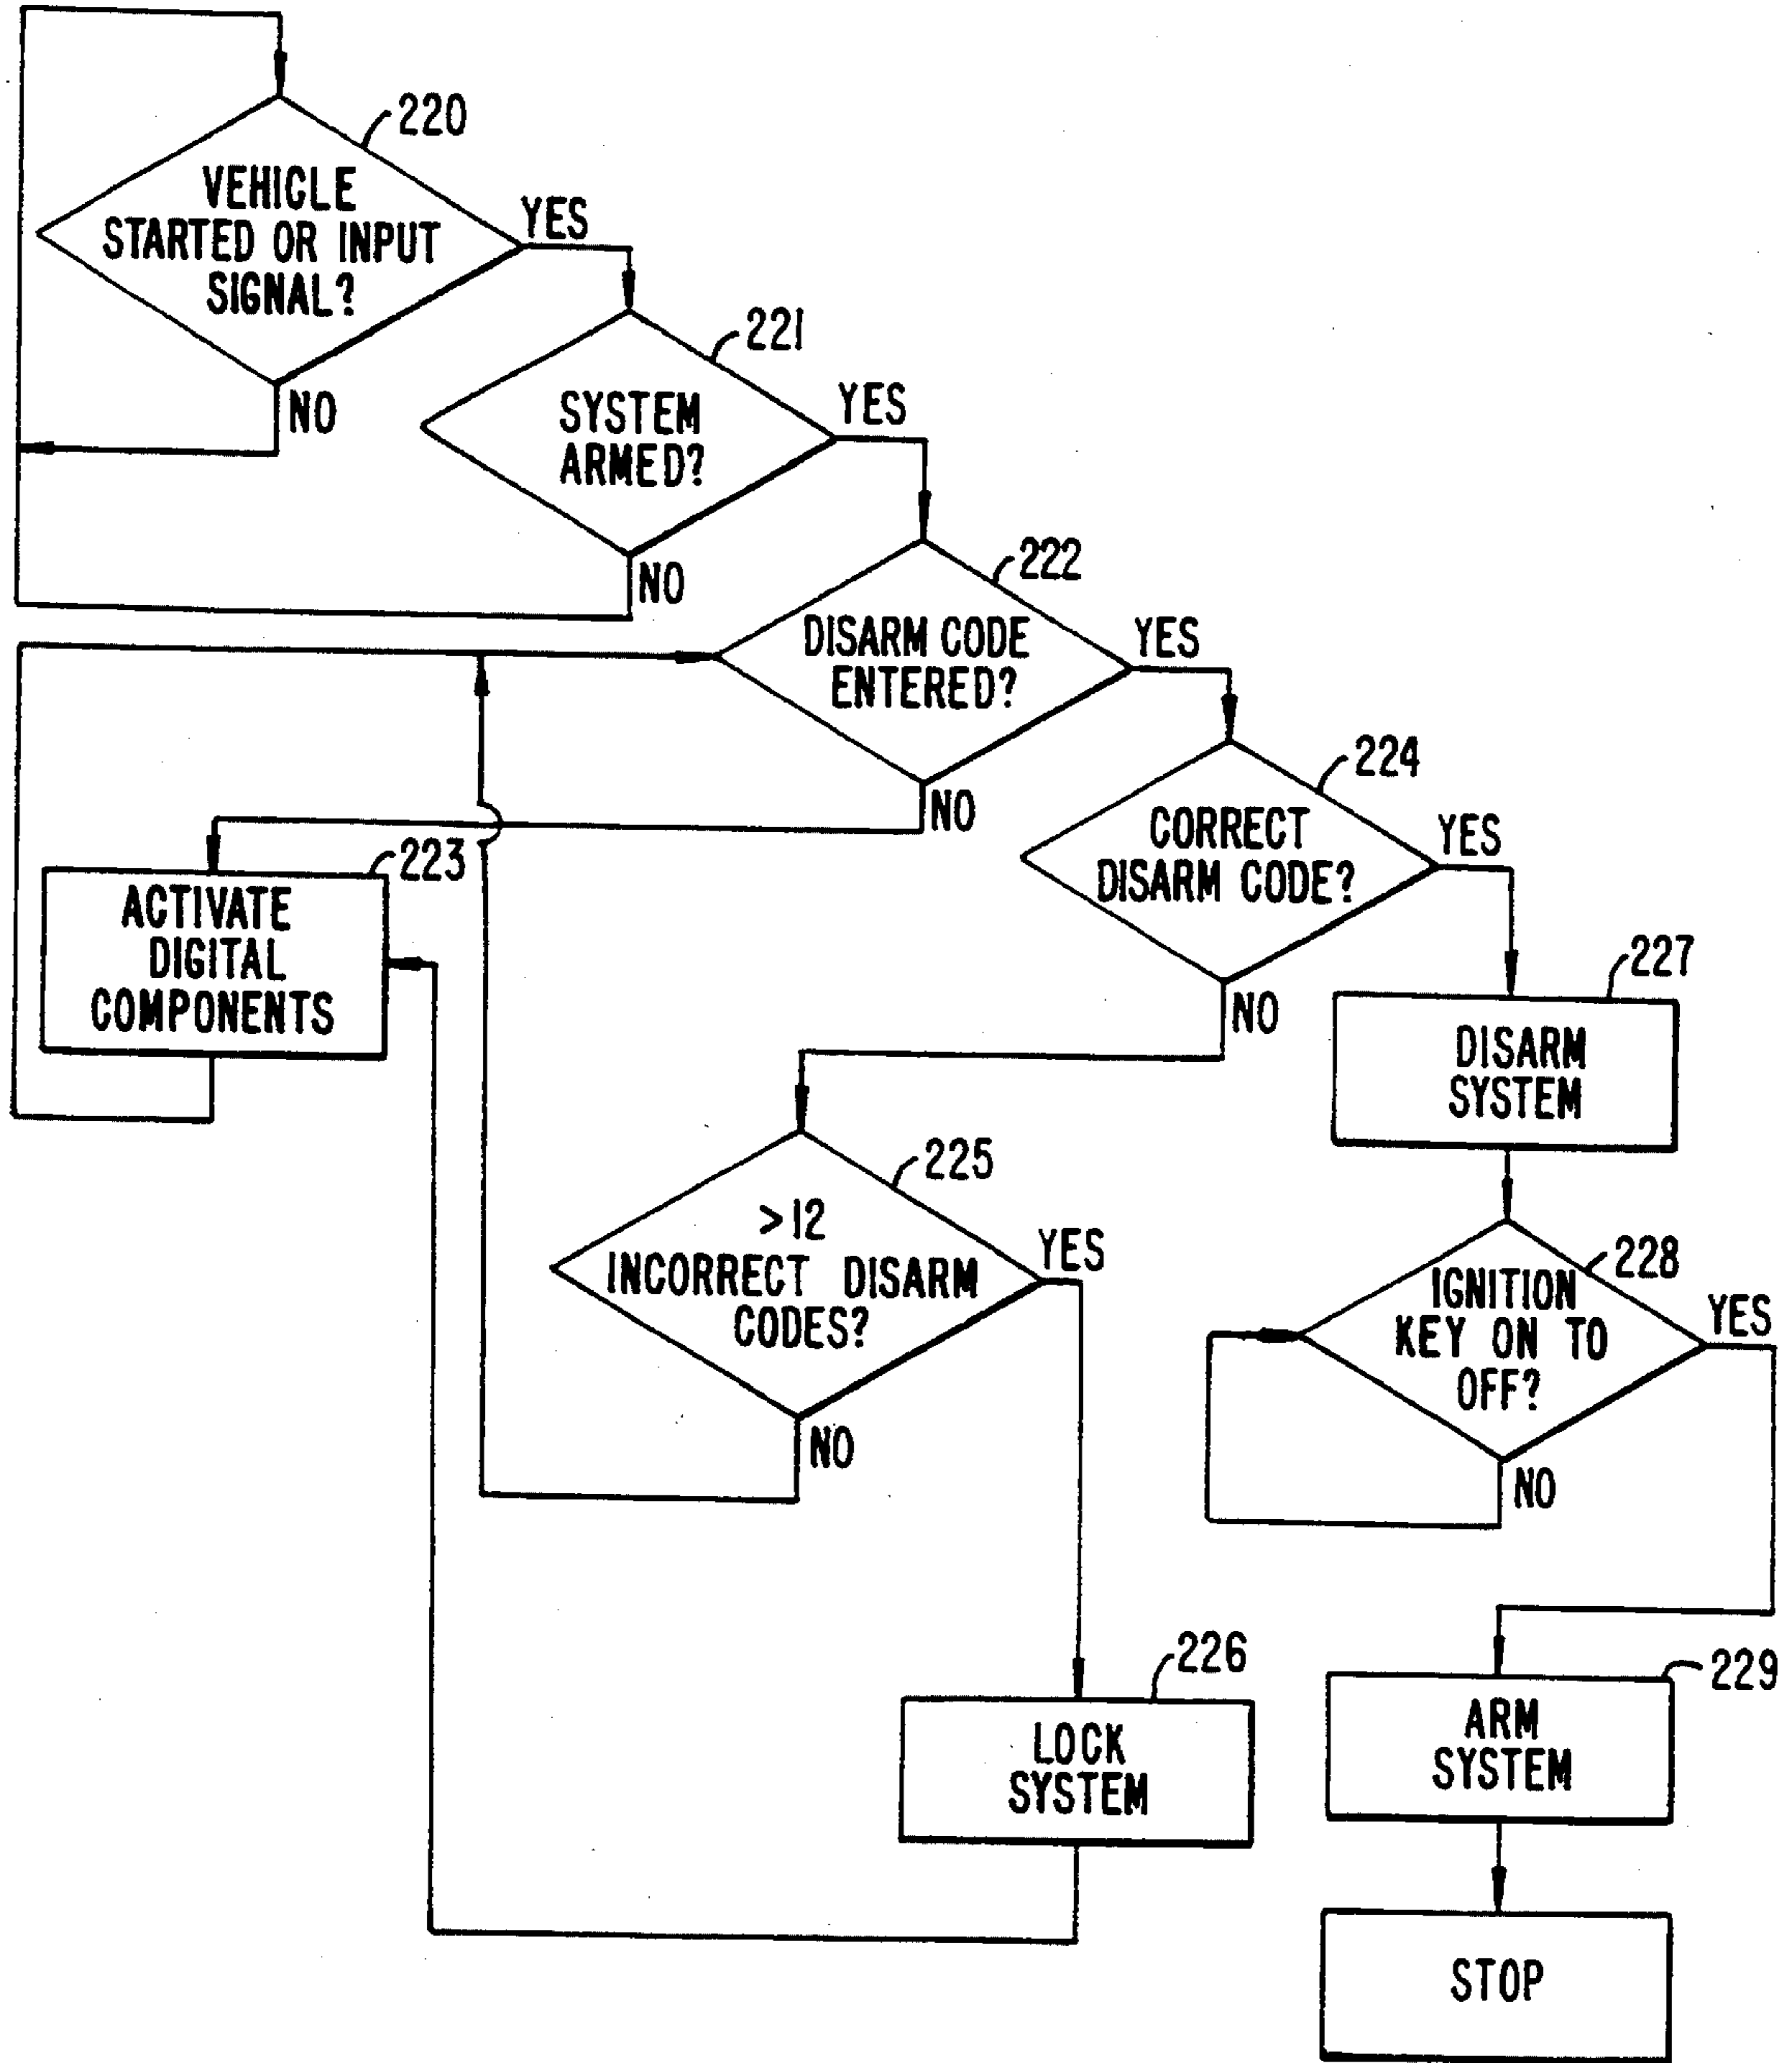 220
VEHICLE
STARTED OR INPUT
SIGNAL?
YES
NO
221
SYSTEM
ARMED?
YES
NO
222
DISARM CODE
ENTERED?
YES
NO
223
ACTIVATE
DIGITAL
COMPONENTS
224
CORRECT
DISARM CODE?
YES
NO
225
>12
INCORRECT DISARM
CODES?
YES
NO
226
LOCK
SYSTEM
227
DISARM
SYSTEM
228
IGNITION
KEY ON TO
OFF?
YES
NO
229
ARM
SYSTEM
STOP